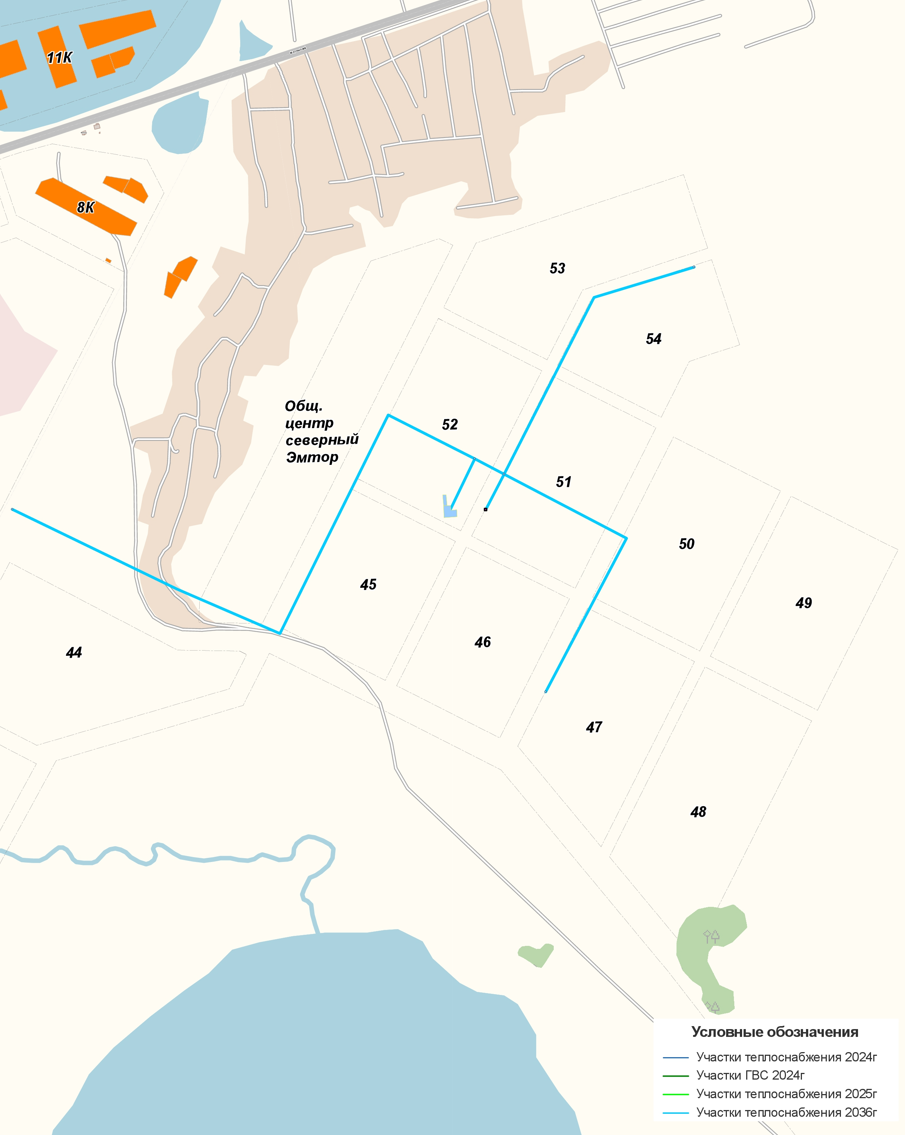 11К
8К
53
54
Общ.
центр
северный
Эмтор
52
51
50
45
49
46
44
47
48
Условные обозначения
Участки теплоснабжения 2024г
Участки ГВС 2024г
Участки теплоснабжения 2025г
Участки теплоснабжения 2036г